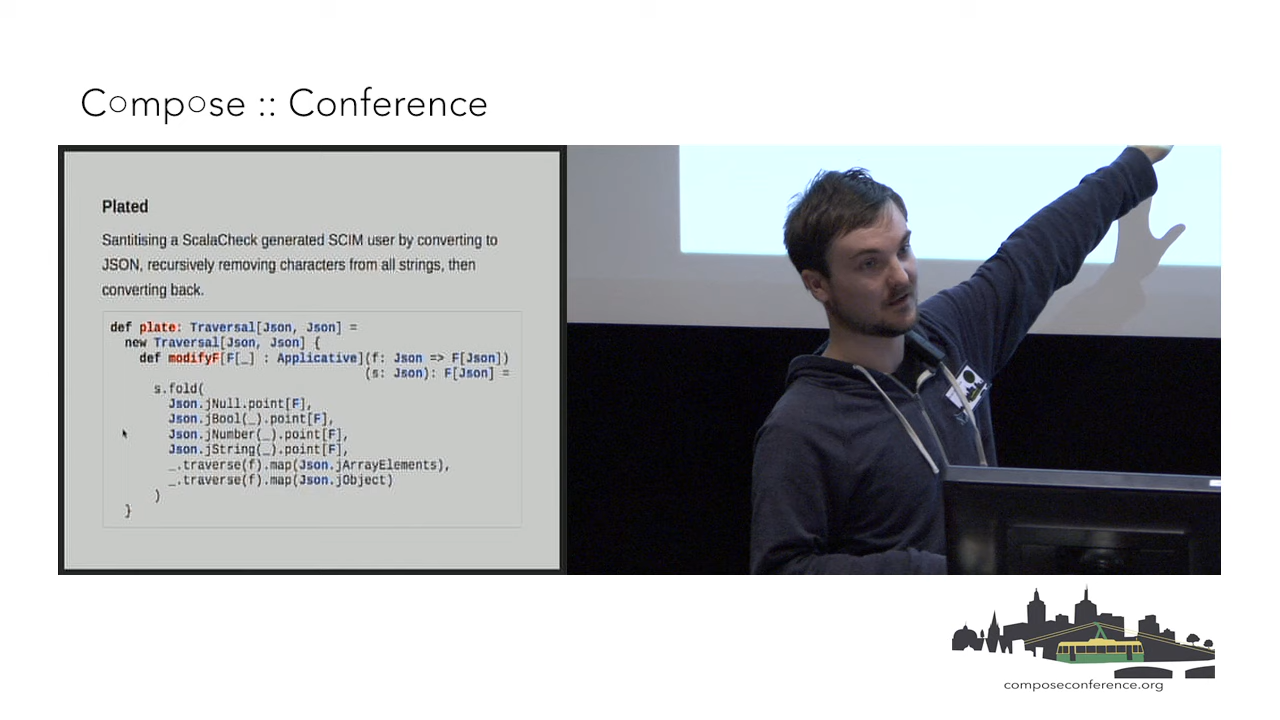 Compose :: Conference
Plated
Santitising a ScalaCheck generated SCIM user by converting to
JSON, recursively removing characters from all strings, then
converting back.
def plate: Traversal[Json, Json] =
  new Traversal[Json, Json] {
    def modifyF[F[_] : Applicative](f: Json => F[Json])
                                   (s: Json): F[Json] =
      s.fold(
        Json.jNull.point[F],
        Json.jBool(_).point[F],
        Json.jNumber(_).point[F],
        Json.jString(_).point[F],
        _.traverse(f).map(Json.jArrayElements),
        _.traverse(f).map(Json.jObject)
      )
  }
composeconference.org